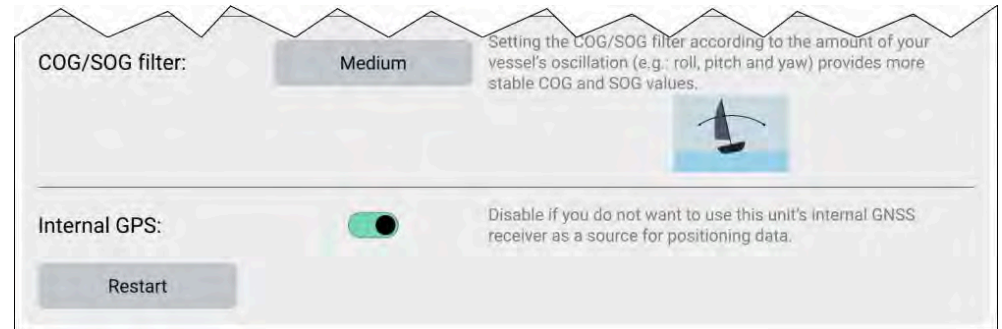 COG/SOG filter:
Medium
Setting the COG/SOG filter according to the amount of your
vessel's oscillation (e.g.: roll, pitch and yaw) provides more
stable COG and SOG values.
Internal GPS:
Disable if you do not want to use this unit's internal GNSS
receiver as a source for positioning data.
Restart